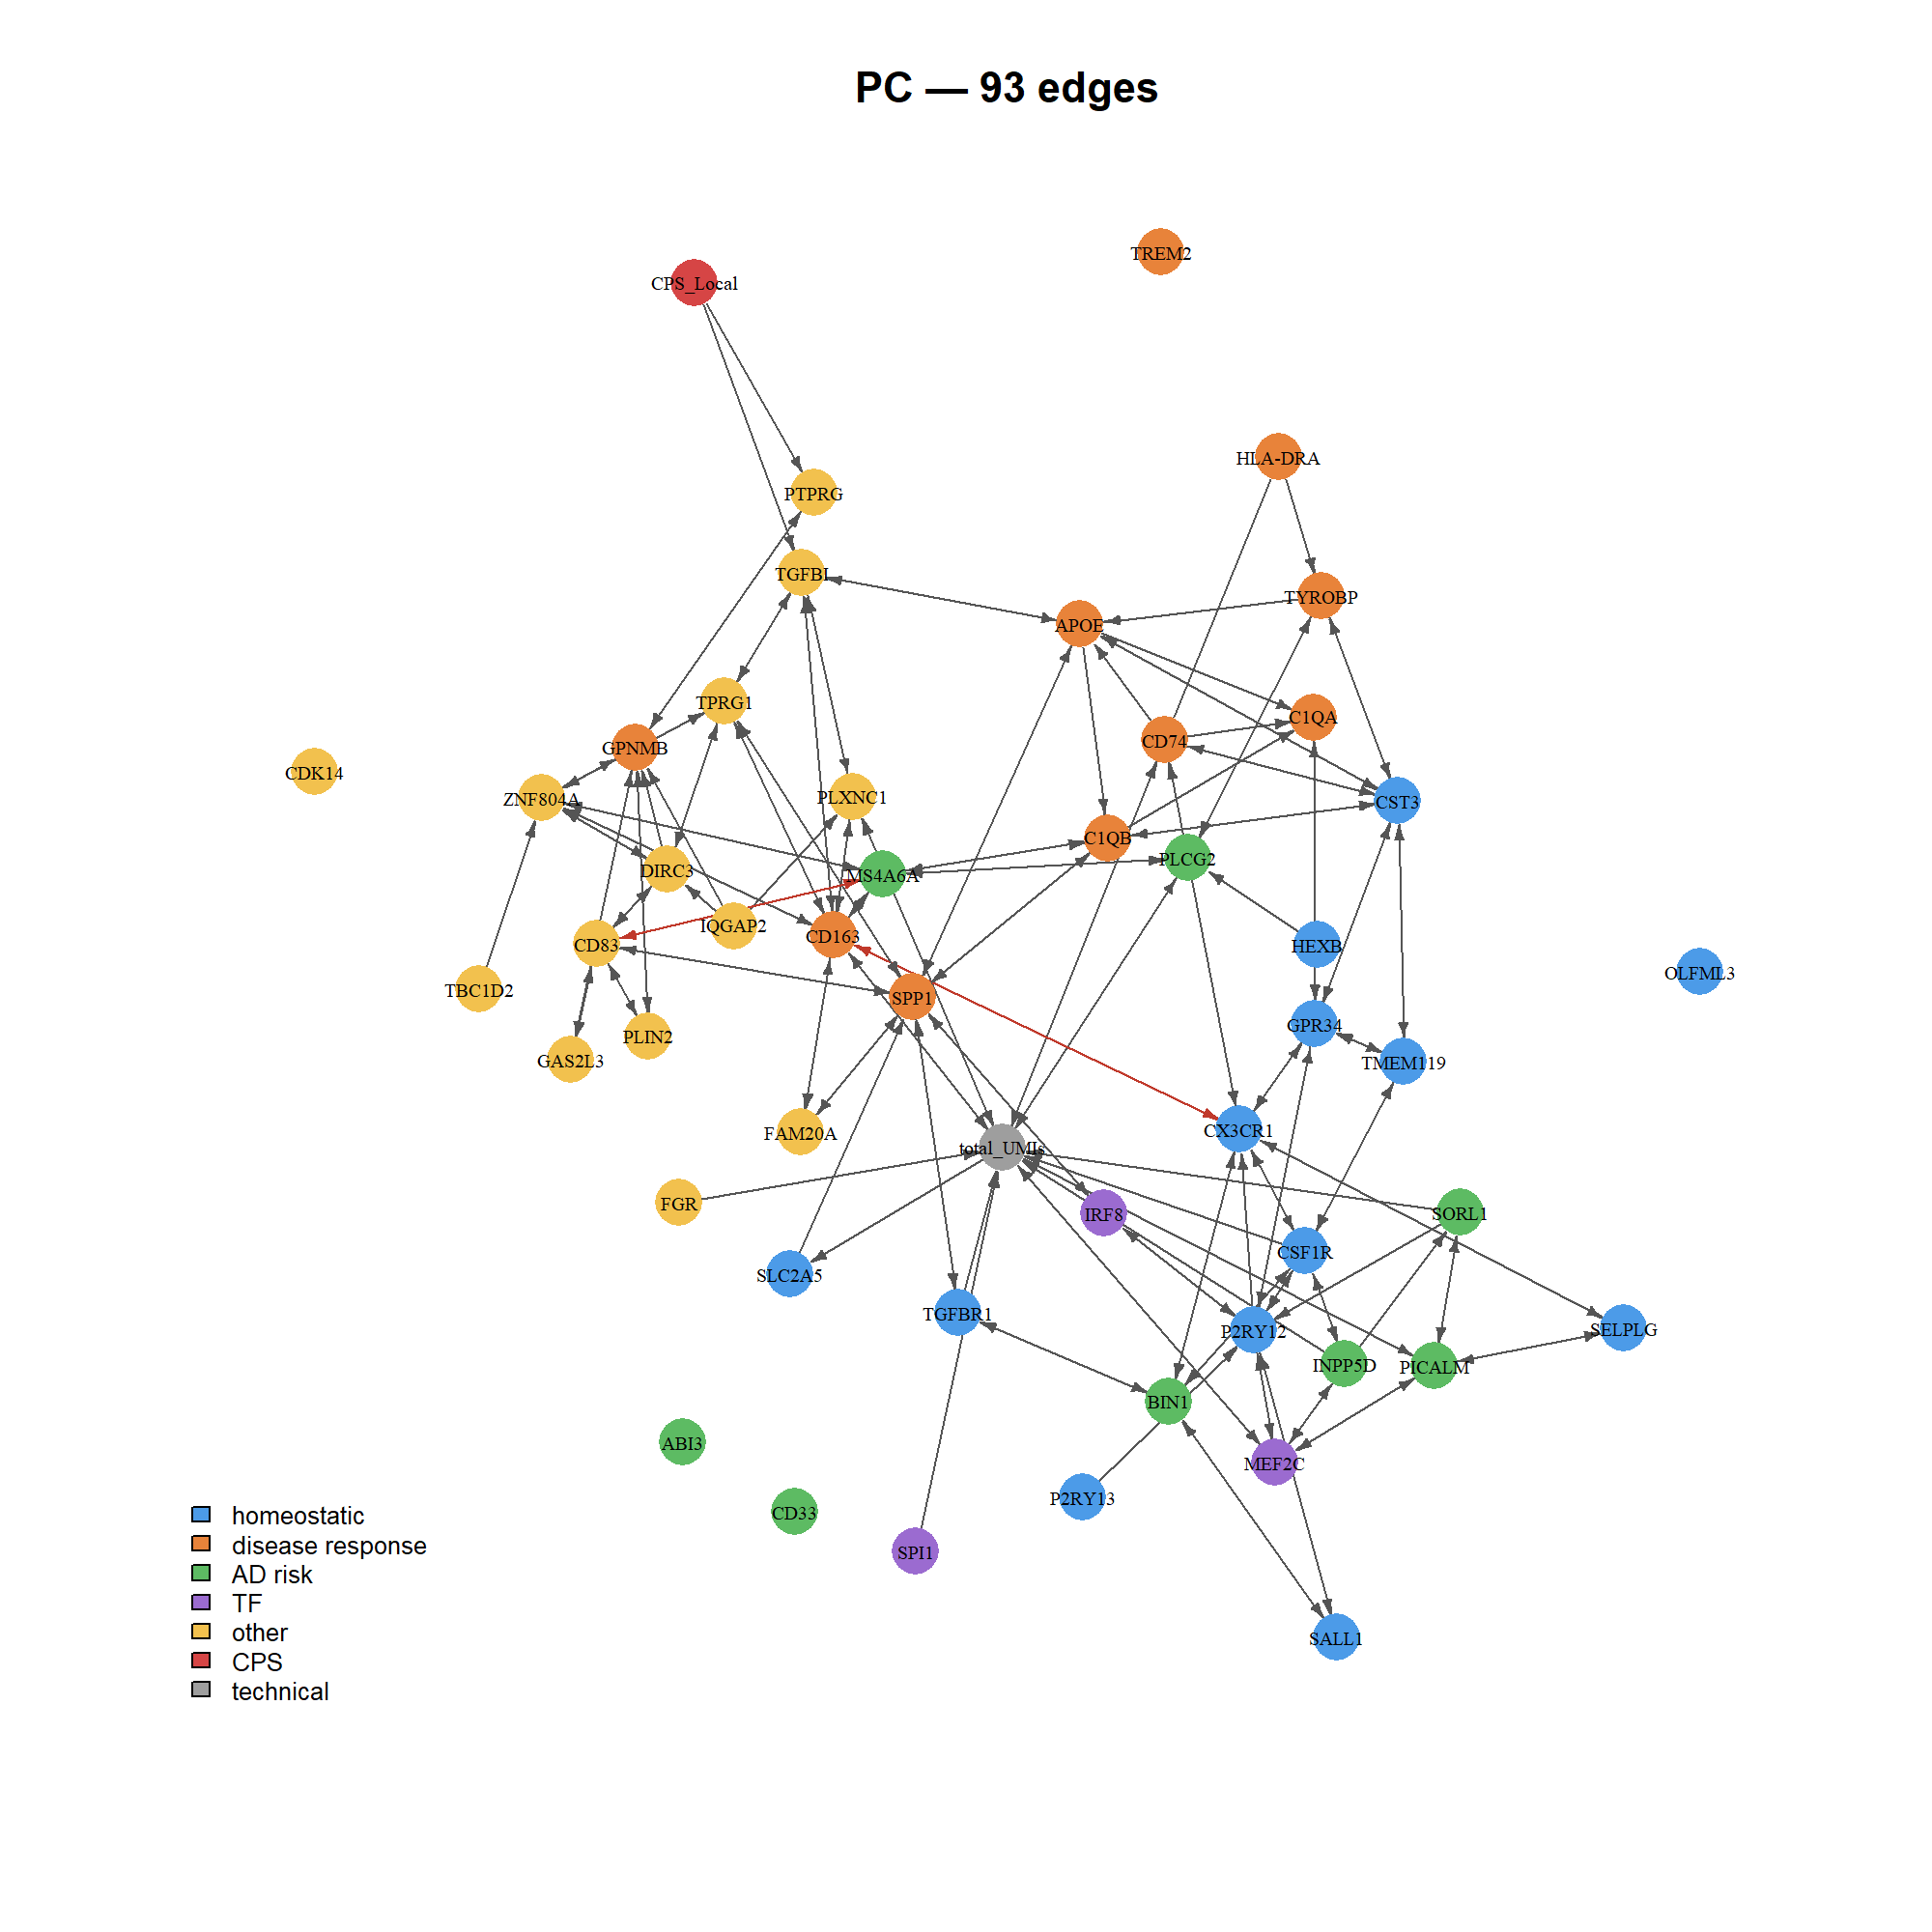 PC — 93 edges
TREM2
CPS_Local
HLA-DRA
PTPRG
TGFBI
TYROBP
APOE
TPRG1
C1QA
CD74
GPNMB
CDK14
ZNF804A
PLXNC1
CST3
C1QB
PLCG2
DIRC3
MS4A6A
IQGAP2
CD163
CD83
HEXB
OLFML3
TBC1D2
SPP1
GPR34
PLIN2
GAS2L3
TMEM119
FAM20A
CX3CR1
total_UMIs
FGR
IRF8
SORL1
CSF1R
SLC2A5
TGFBR1
P2RY12
SELPLG
INPP5D
PICALM
BIN1
ABI3
MEF2C
P2RY13
CD33
SPI1
SALL1
homeostatic
disease response
AD risk
TF
other
CPS
technical